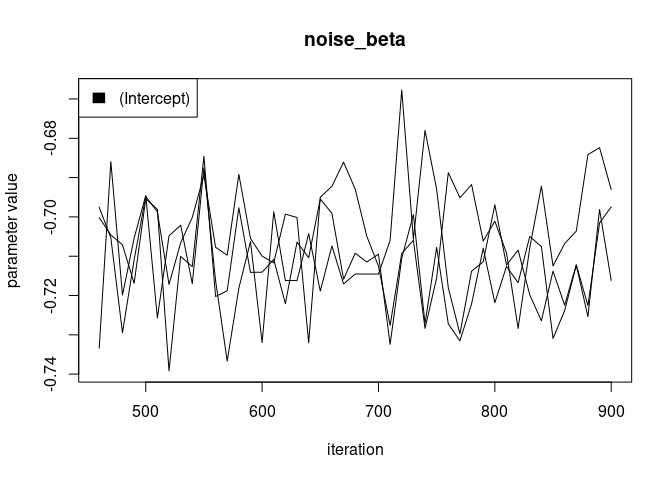 noise_beta
(Intercept)
parameter value
-0.68
-0.70
-0.72
-0.74
500 600 700 800 900
iteration